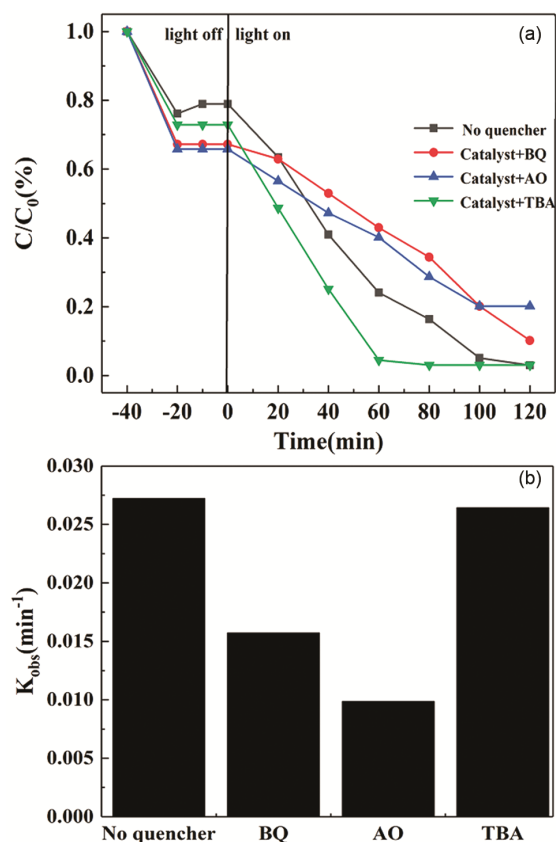 (a)
light off light on
No quencher
Catalyst+BQ
Catalyst+AO
Catalyst+TBA
C/C0(%)
1.0
0.8
0.6
0.4
0.2
0.0
-40 -20 0 20 40 60 80 100 120
Time(min)
(b)
Kobs(min-1)
0.030
0.025
0.020
0.015
0.010
0.005
0.000
No quencher BQ AO TBA